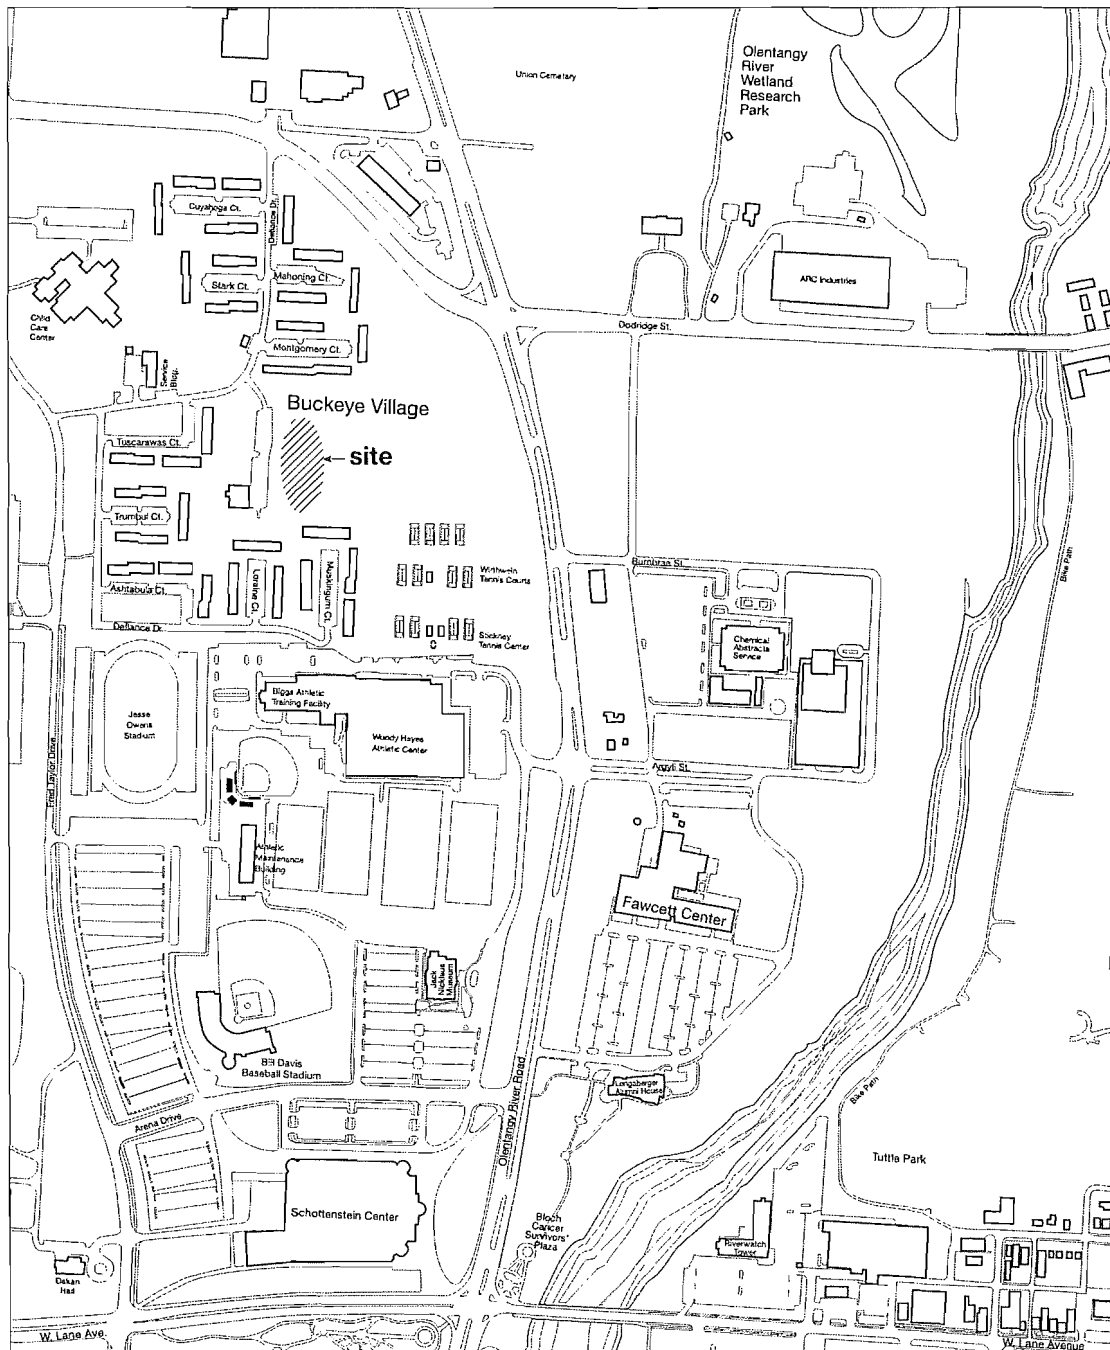 Olentangy
River
Wetland
Research
Park
Union Cemetary
Cuyahoga Ct.
Defiance Dr.
Mahoning Ct.
Stark Ct.
ARC Industries
Child
Care
Center
Dodridge St.
Montgomery Ct.
Service
Bldg.
Buckeye Village
Tuscarawas Ct.
site
Trumbul Ct.
Burnbrae St.
Bike Path
Wirthwein
Tennis Courts
Ashtabula Ct.
Loraine Ct.
Muskingum Ct.
Defiance Dr.
Stickney
Tennis Center
Chemical
Abstracts
Service
Biggs Athletic
Training Facility
Jesse
Owens
Stadium
Woody Hayes
Athletic Center
Fred Taylor Drive
Argyll St.
Athletic
Maintenance
Building
Fawcett Center
Jack
Nicklaus
Museum
Bill Davis
Baseball Stadium
Longaberger
Alumni House
Bike Path
Arena Drive
Olentangy River Road
Tuttle Park
Schottenstein Center
Bloch
Cancer
Survivors'
Plaza
Riverwatch
Tower
Dakan
Hall
W. Lane Ave.
W. Lane Avenue